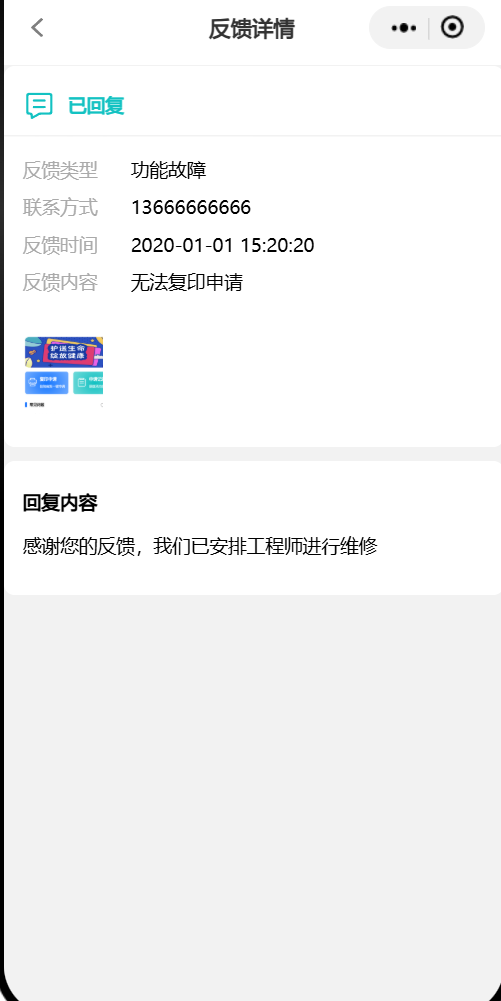 反馈详情
已回复
反馈类型 功能故障
联系方式 13666666666
反馈时间 2020-01-01 15:20:20
反馈内容 无法复印申请
护送生命
绽放健康
回复内容
感谢您的反馈，我们已安排工程师进行维修